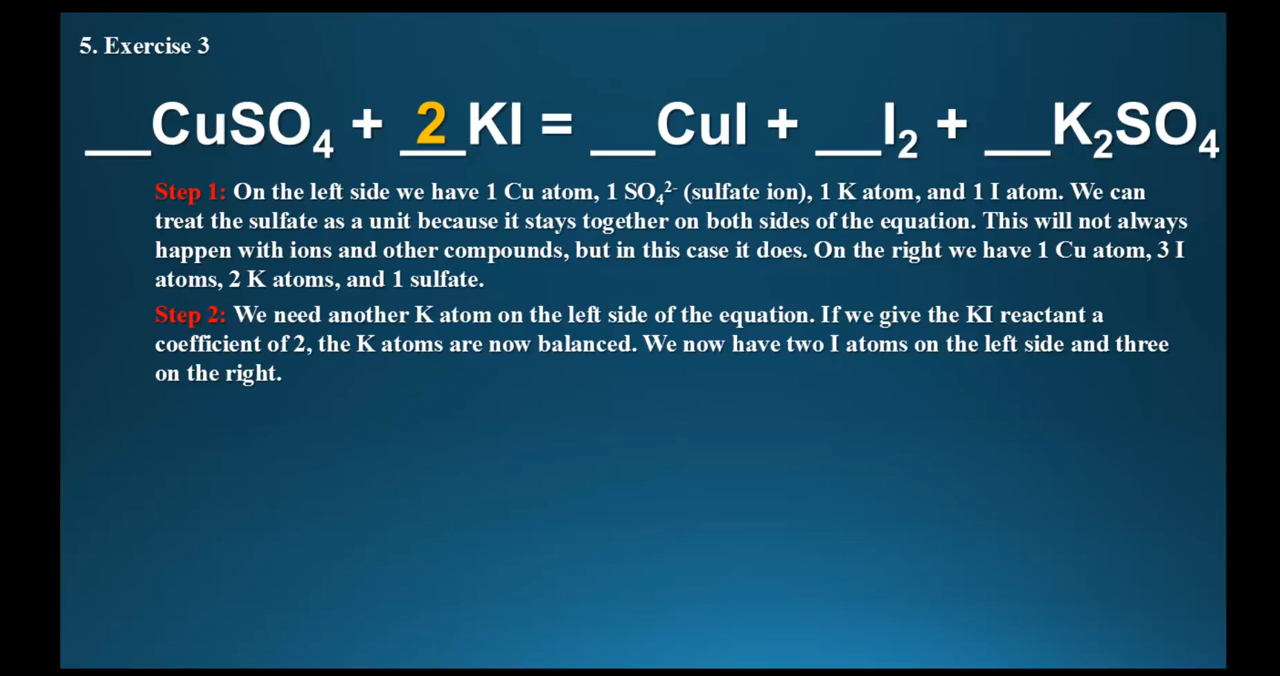 5. Exercise 3
__CuSO₄ + 2 KI = __CuI + __I₂ + __K₂SO₄
Step 1: On the left side we have 1 Cu atom, 1 SO₄²⁻ (sulfate ion), 1 K atom, and 1 I atom. We can
treat the sulfate as a unit because it stays together on both sides of the equation. This will not always
happen with ions and other compounds, but in this case it does. On the right we have 1 Cu atom, 3 I
atoms, 2 K atoms, and 1 sulfate.
Step 2: We need another K atom on the left side of the equation. If we give the KI reactant a
coefficient of 2, the K atoms are now balanced. We now have two I atoms on the left side and three
on the right.